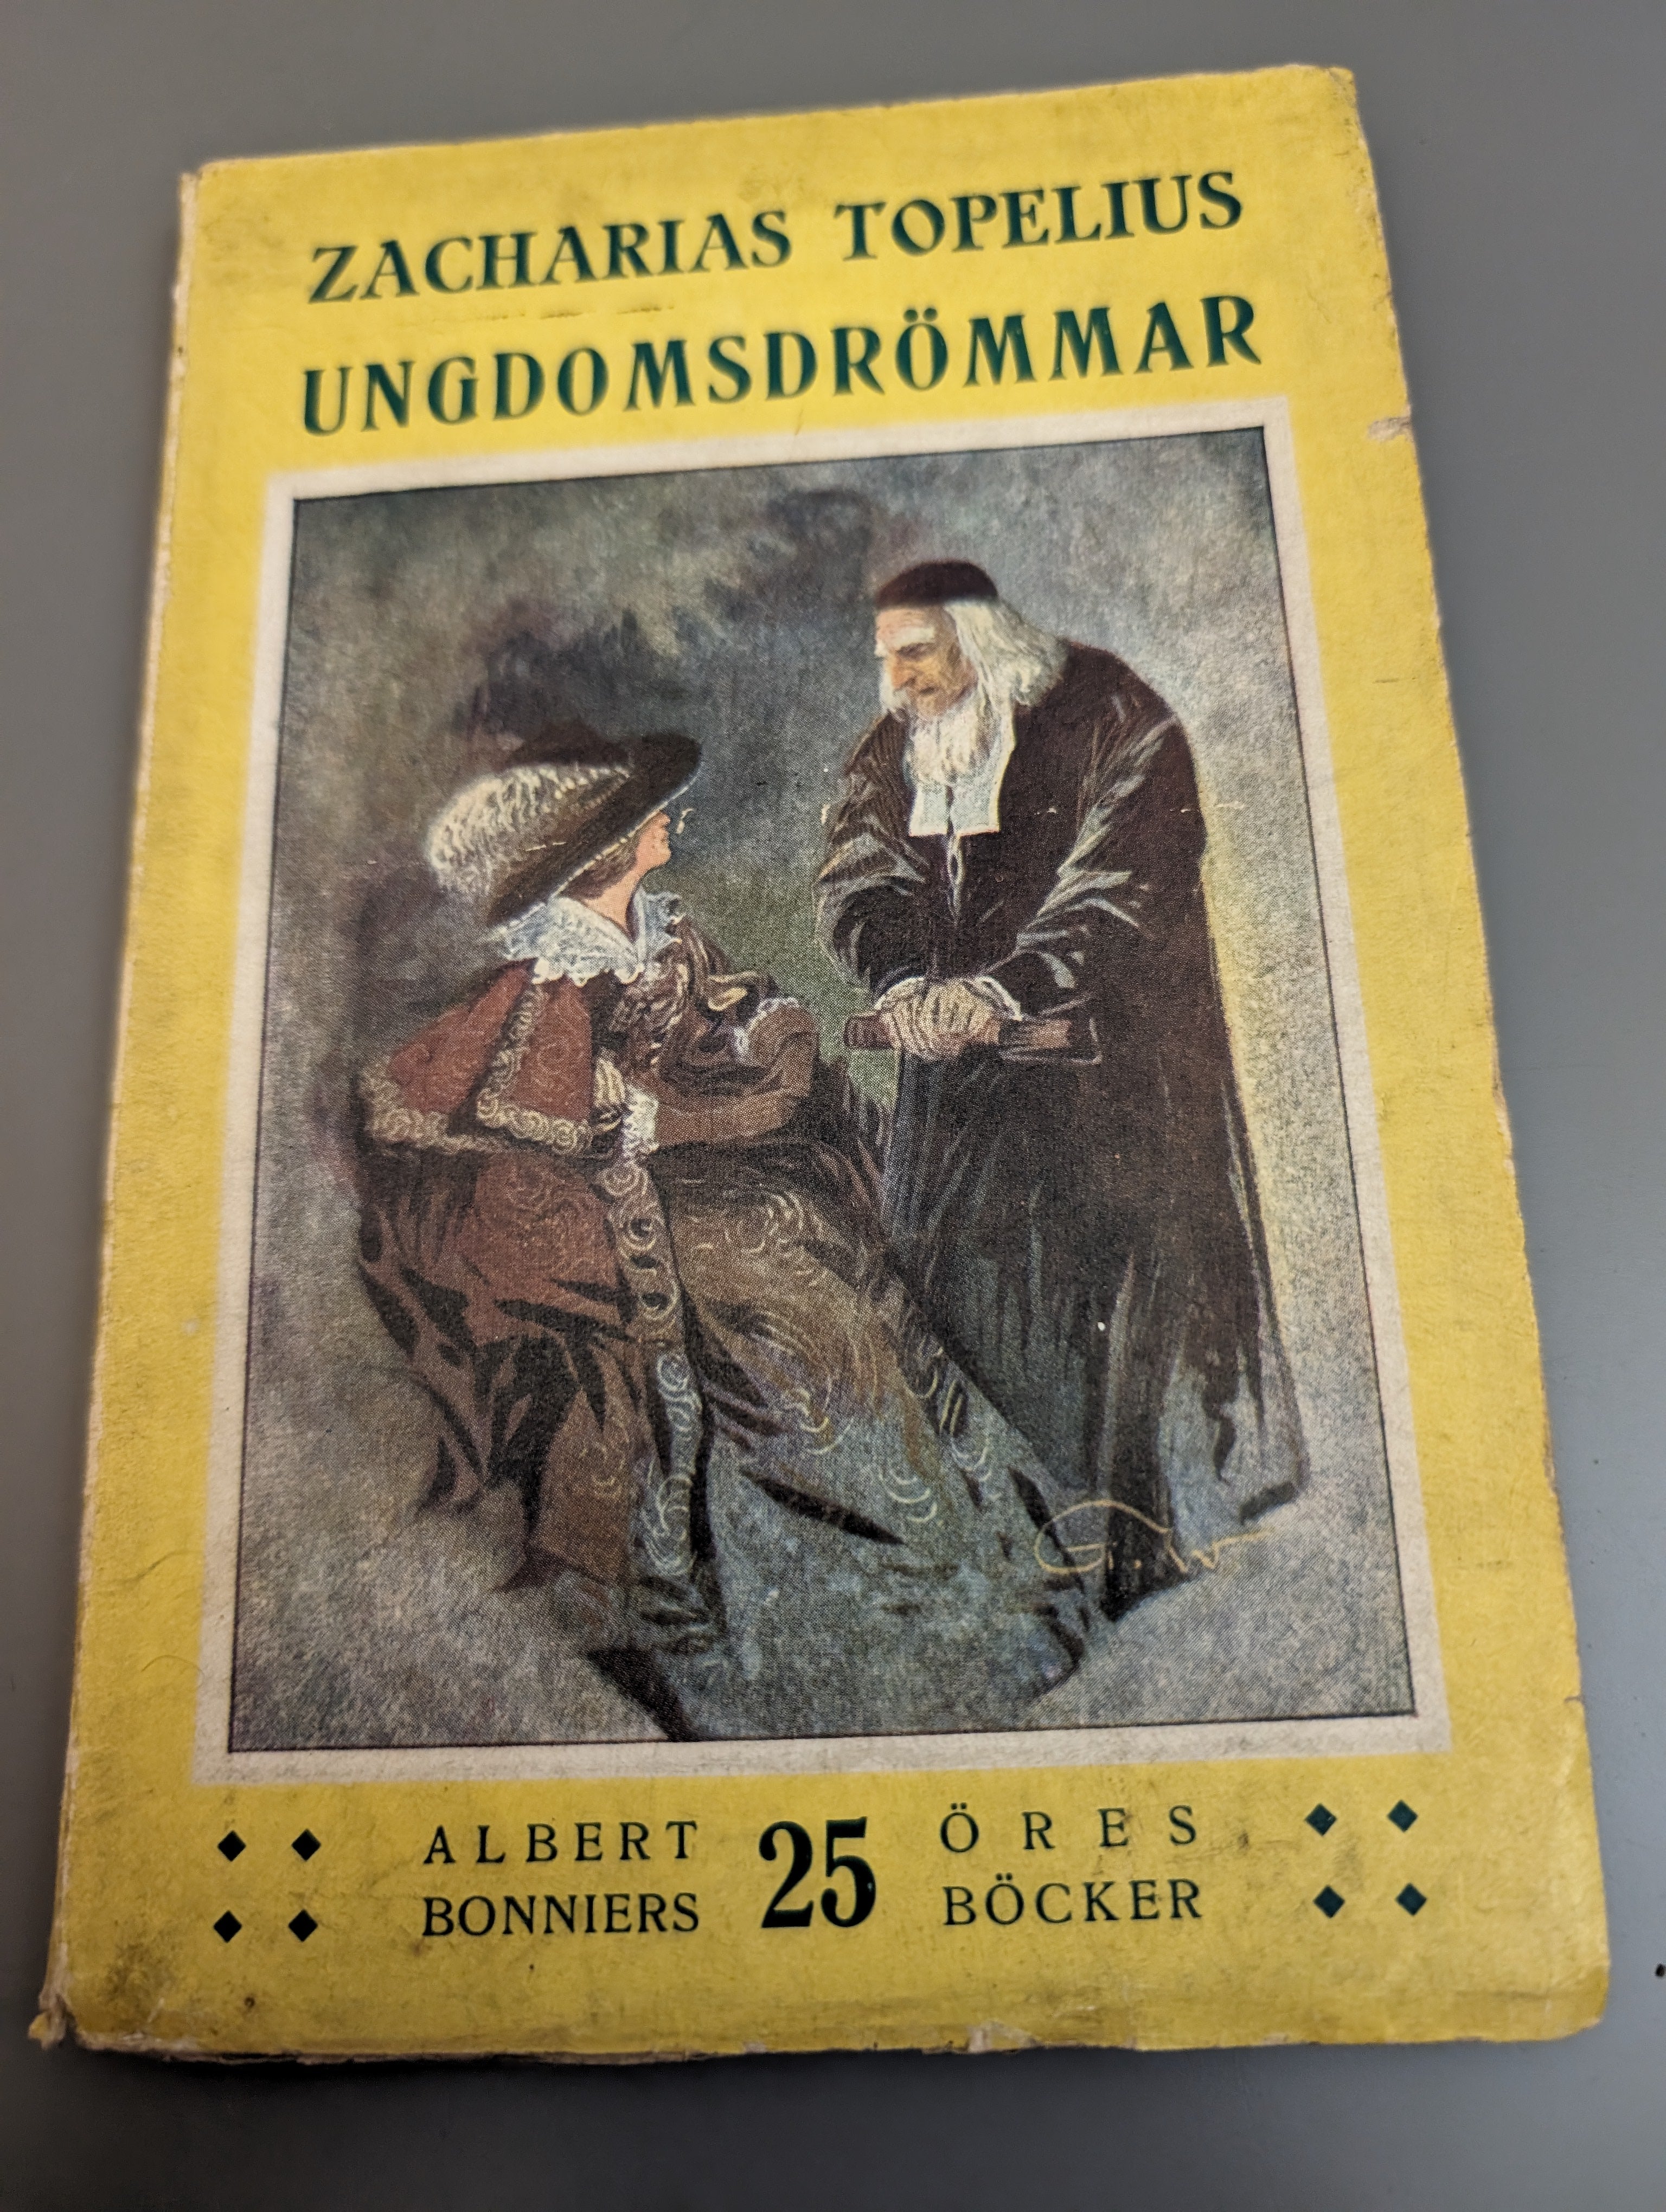 ZACHARIAS TOPELIUS
UNGDOMSDRÖMMAR
ALBERT 25 ÖRES
BONNIERS BÖCKER